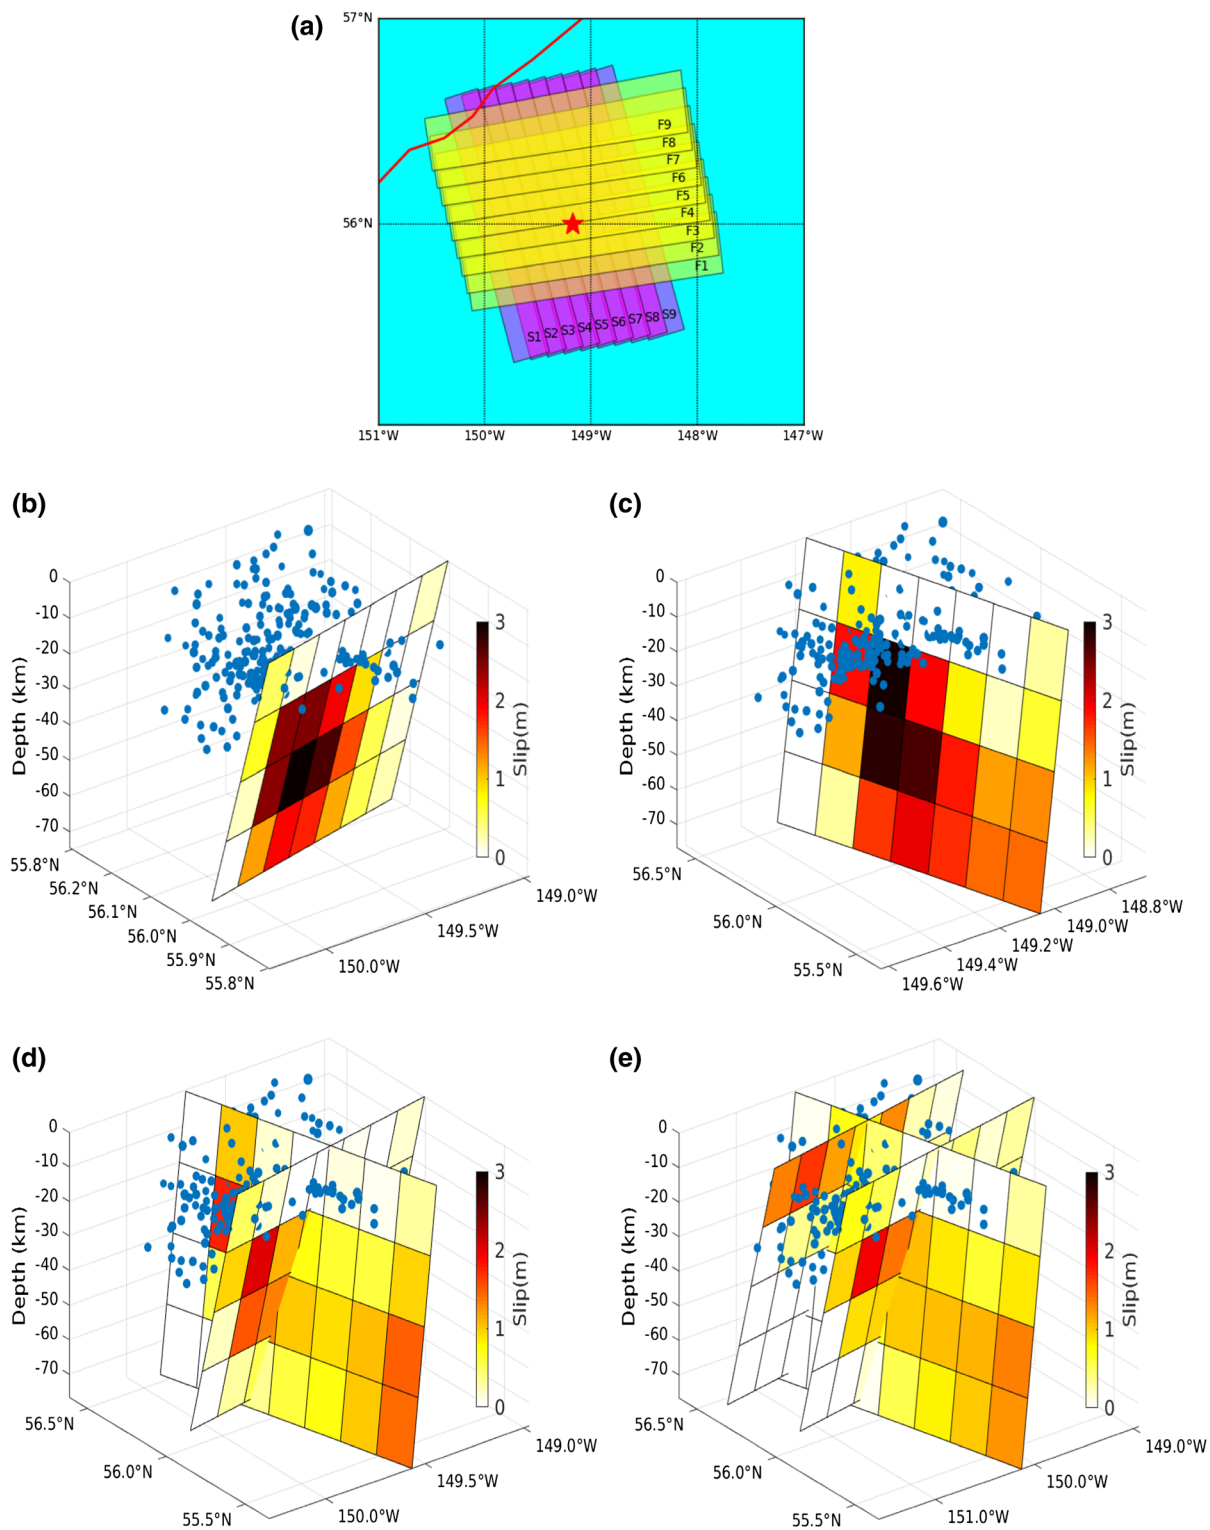 (a)
57°N
56°N
F9
F8
F7
F6
F5
F4
F3
F2
F1
S1 S2 S3 S4 S5 S6 S7 S8 S9
151°W 150°W 149°W 148°W 147°W
(b)
0
-10
-20
-30
-40
-50
-60
-70
Depth (km)
3
2
1
0
Slip(m)
55.8°N
56.2°N
56.1°N
56.0°N
55.9°N
55.8°N
150.0°W
149.5°W
149.0°W
(c)
0
-10
-20
-30
-40
-50
-60
-70
Depth (km)
3
2
1
0
Slip(m)
56.5°N
56.0°N
55.5°N
149.6°W
149.4°W
149.2°W
149.0°W
148.8°W
(d)
0
-10
-20
-30
-40
-50
-60
-70
Depth (km)
3
2
1
0
Slip(m)
56.5°N
56.0°N
55.5°N
150.0°W
149.5°W
149.0°W
(e)
0
-10
-20
-30
-40
-50
-60
-70
Depth (km)
3
2
1
0
Slip(m)
56.5°N
56.0°N
55.5°N
151.0°W
150.0°W
149.0°W